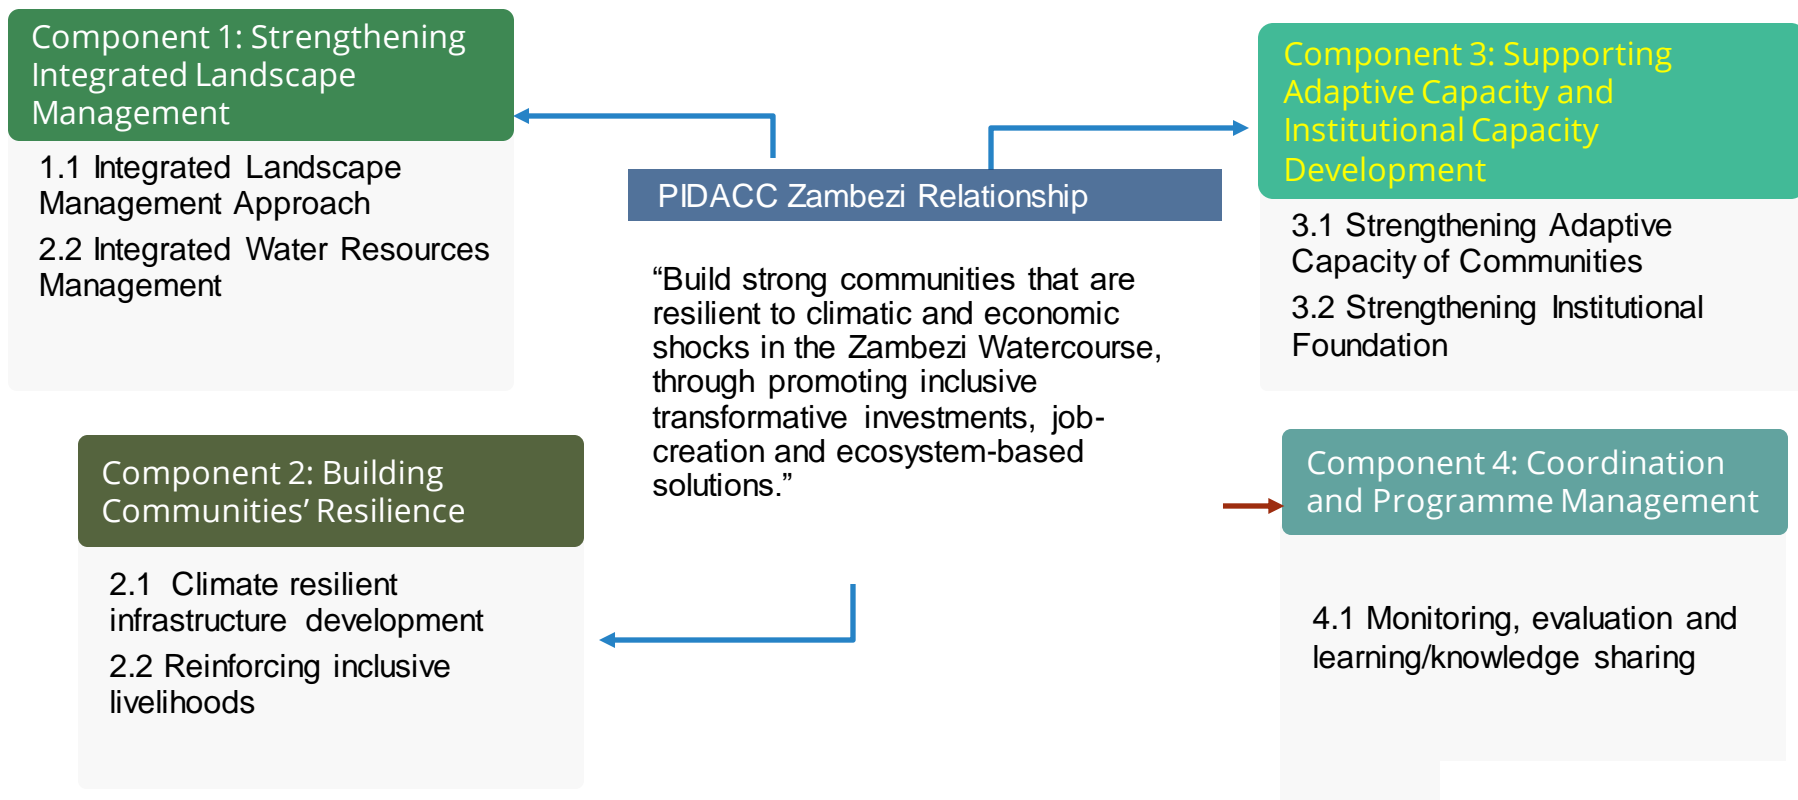 Component 1: Strengthening
Integrated Landscape
Management
1.1 Integrated Landscape
Management Approach
2.2 Integrated Water Resources
Management
Component 2: Building
Communities’ Resilience
2.1 Climate resilient
infrastructure development
2.2 Reinforcing inclusive
livelihoods
PIDACC Zambezi Relationship
“Build strong communities that are
resilient to climatic and economic
shocks in the Zambezi Watercourse,
through promoting inclusive
transformative investments, job-
creation and ecosystem-based
solutions.”
Component 3: Supporting
Adaptive Capacity and
Institutional Capacity
Development
3.1 Strengthening Adaptive
Capacity of Communities
3.2 Strengthening Institutional
Foundation
Component 4: Coordination
and Programme Management
4.1 Monitoring, evaluation and
learning/knowledge sharing